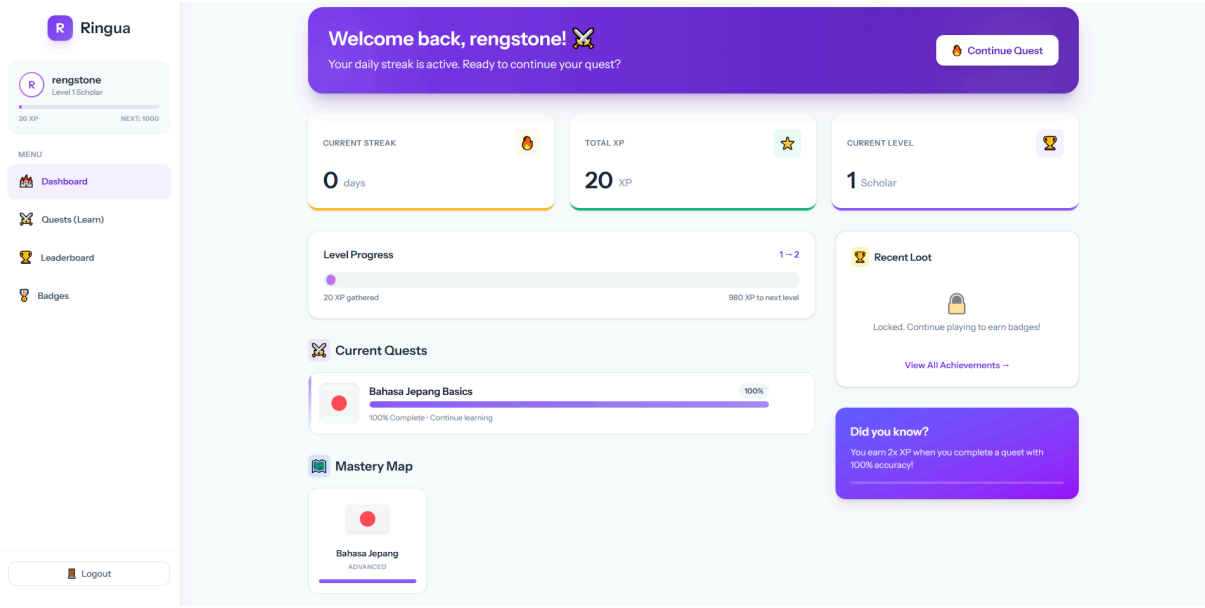 R Ringua
R
rengstone
Level 1 Scholar
20 XP NEXT: 1000
MENU
Dashboard
Quests (Learn)
Leaderboard
Badges
Logout
Welcome back, rengstone!
Your daily streak is active. Ready to continue your quest?
Continue Quest
CURRENT STREAK
0 days
TOTAL XP
20 XP
CURRENT LEVEL
1 Scholar
Level Progress 1→2
20 XP gathered 980 XP to next level
Current Quests
Bahasa Jepang Basics 100%
100% Complete • Continue learning
Mastery Map
Bahasa Jepang
ADVANCED
Recent Loot
Locked. Continue playing to earn badges!
View All Achievements →
Did you know?
You earn 2x XP when you complete a quest with
100% accuracy!